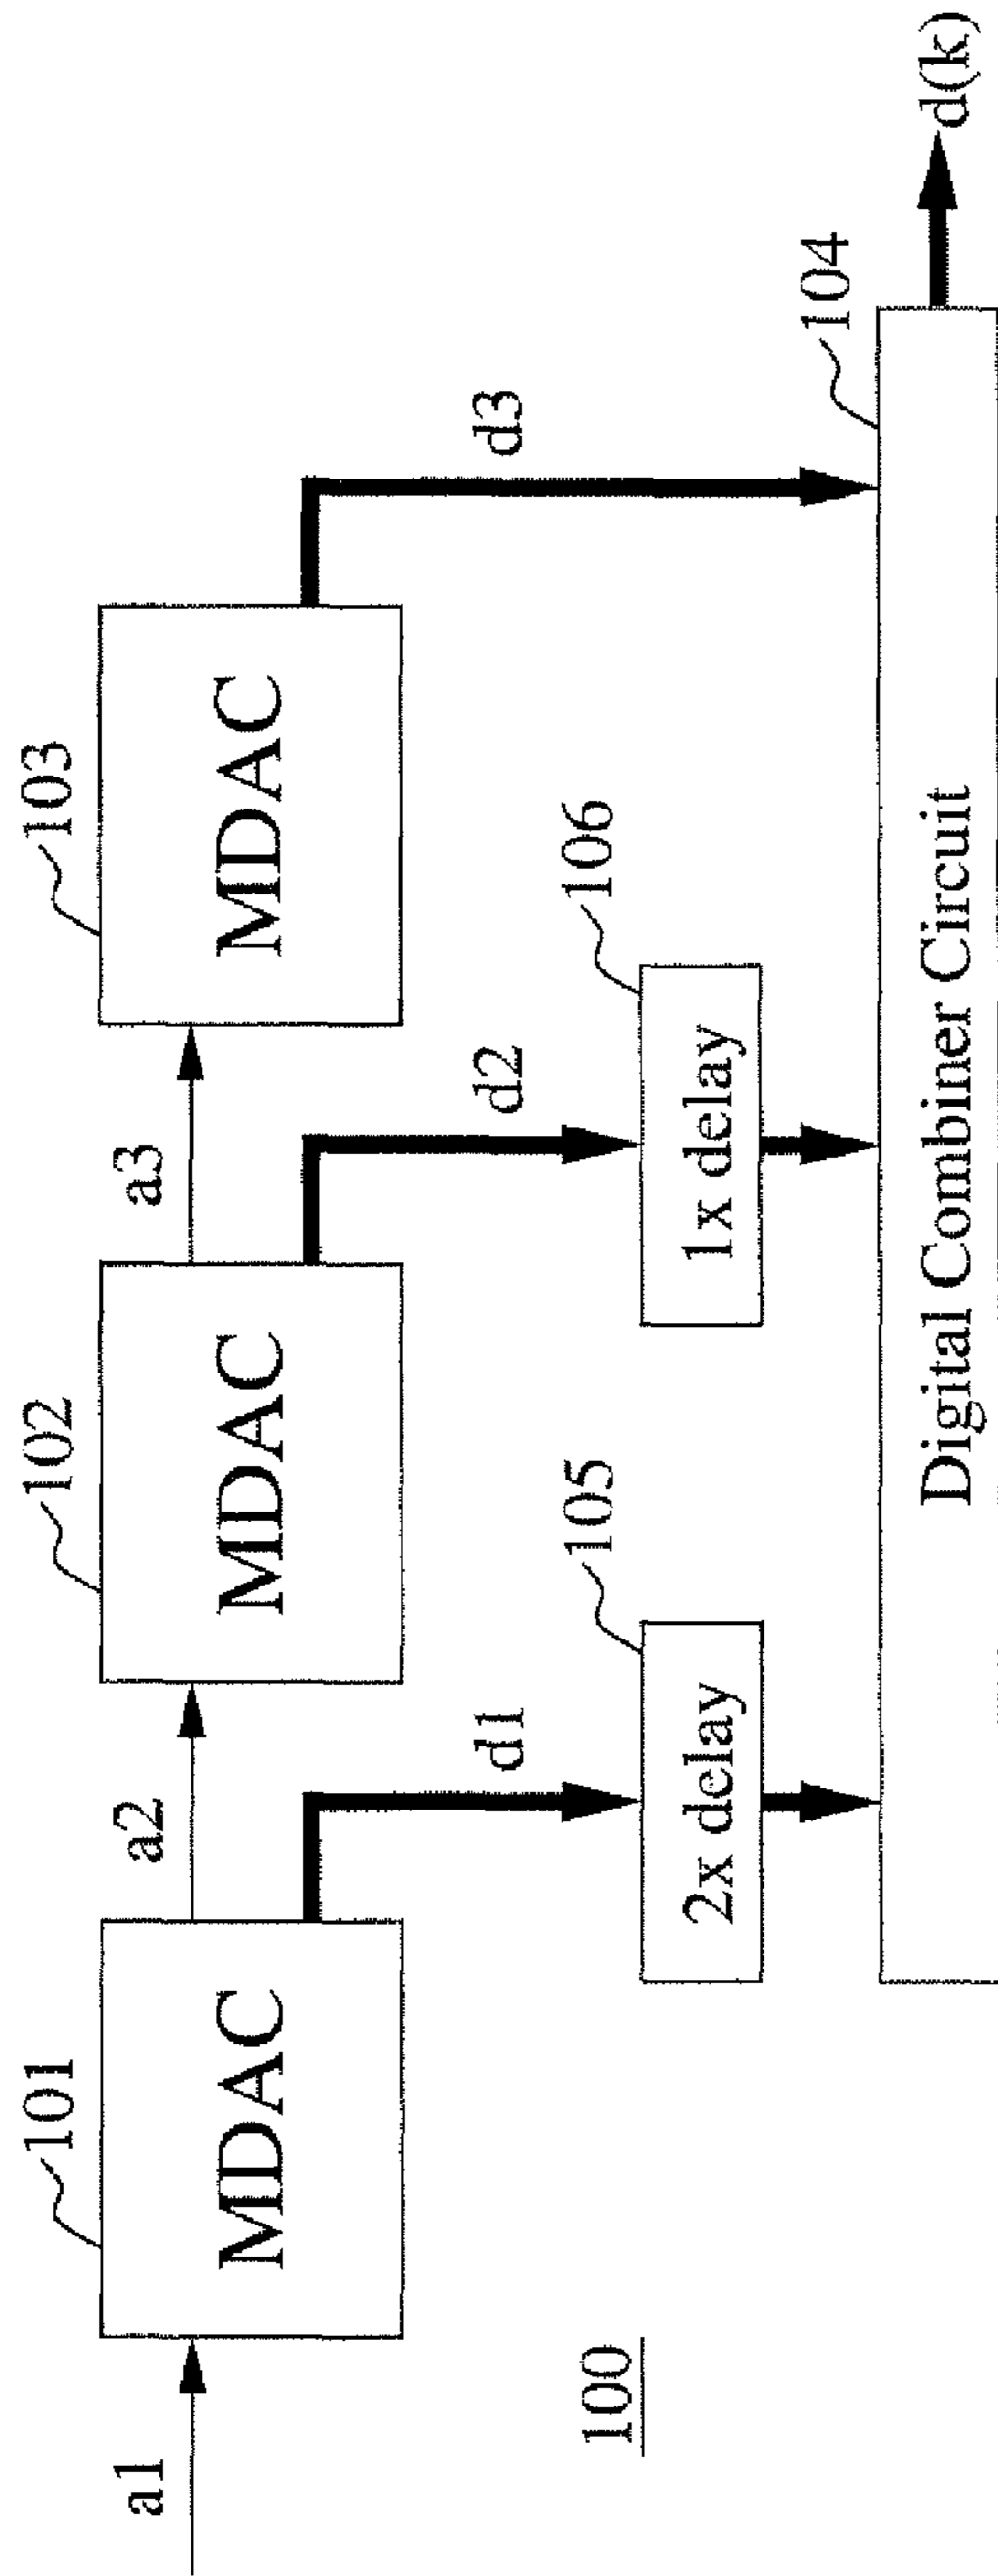 101
102
103
a1
MDAC
a2
MDAC
a3
MDAC
d1
d2
d3
100
105
2x delay
106
1x delay
104
Digital Combiner Circuit
d(k)